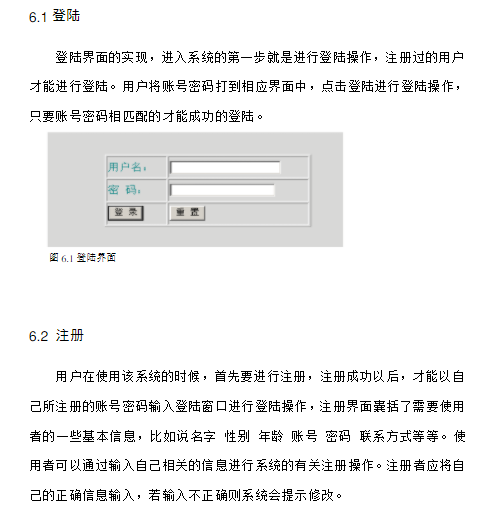 6.1 登陆
登陆界面的实现，进入系统的第一步就是进行登陆操作，注册过的用户
才能进行登陆。用户将账号密码打到相应界面中，点击登陆进行登陆操作，
只要账号密码相匹配的才能成功的登陆。
用户名：
密 码：
登 录 重 置
图 6.1 登陆界面
6.2 注册
用户在使用该系统的时候，首先要进行注册，注册成功以后，才能以自
己所注册的账号密码输入登陆窗口进行登陆操作，注册界面囊括了需要使用
者的一些基本信息，比如说名字 性别 年龄 账号 密码 联系方式等等。使
用者可以通过输入自己相关的信息进行系统的有关注册操作。注册者应将自
己的正确信息输入，若输入不正确则系统会提示修改。